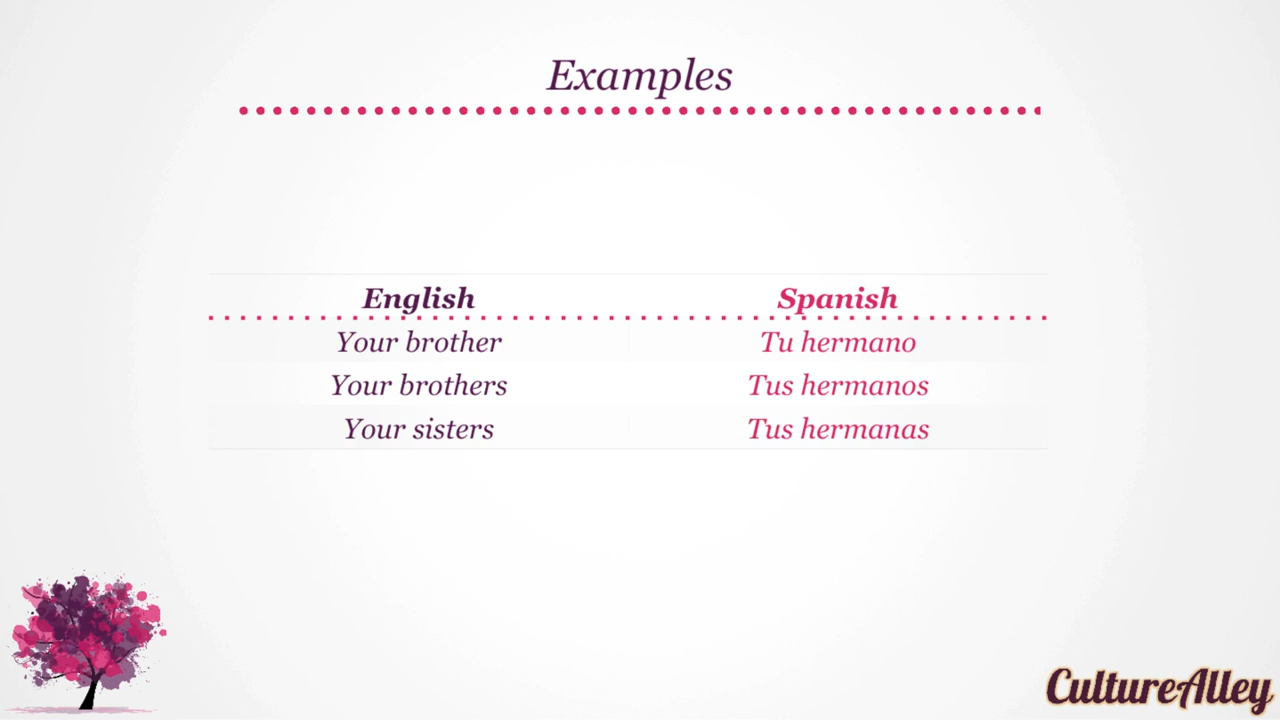 Examples
English Spanish
Your brother Tu hermano
Your brothers Tus hermanos
Your sisters Tus hermanas
CultureAlley